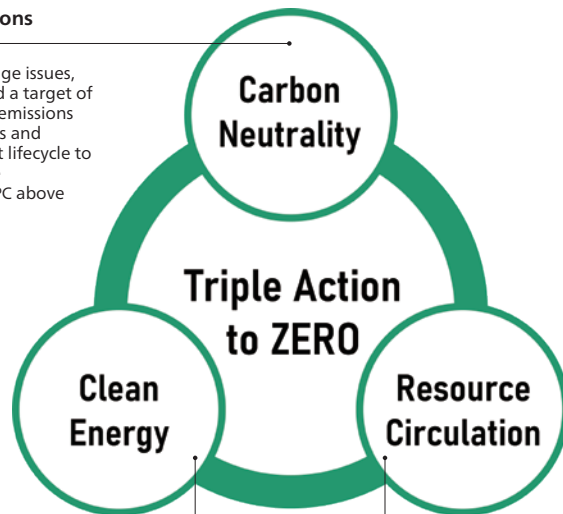 ons
ge issues,
d a target of
emissions
s and
t lifecycle to
PC above
Carbon
Neutrality
Triple Action
to ZERO
Clean
Energy
Resource
Circulation